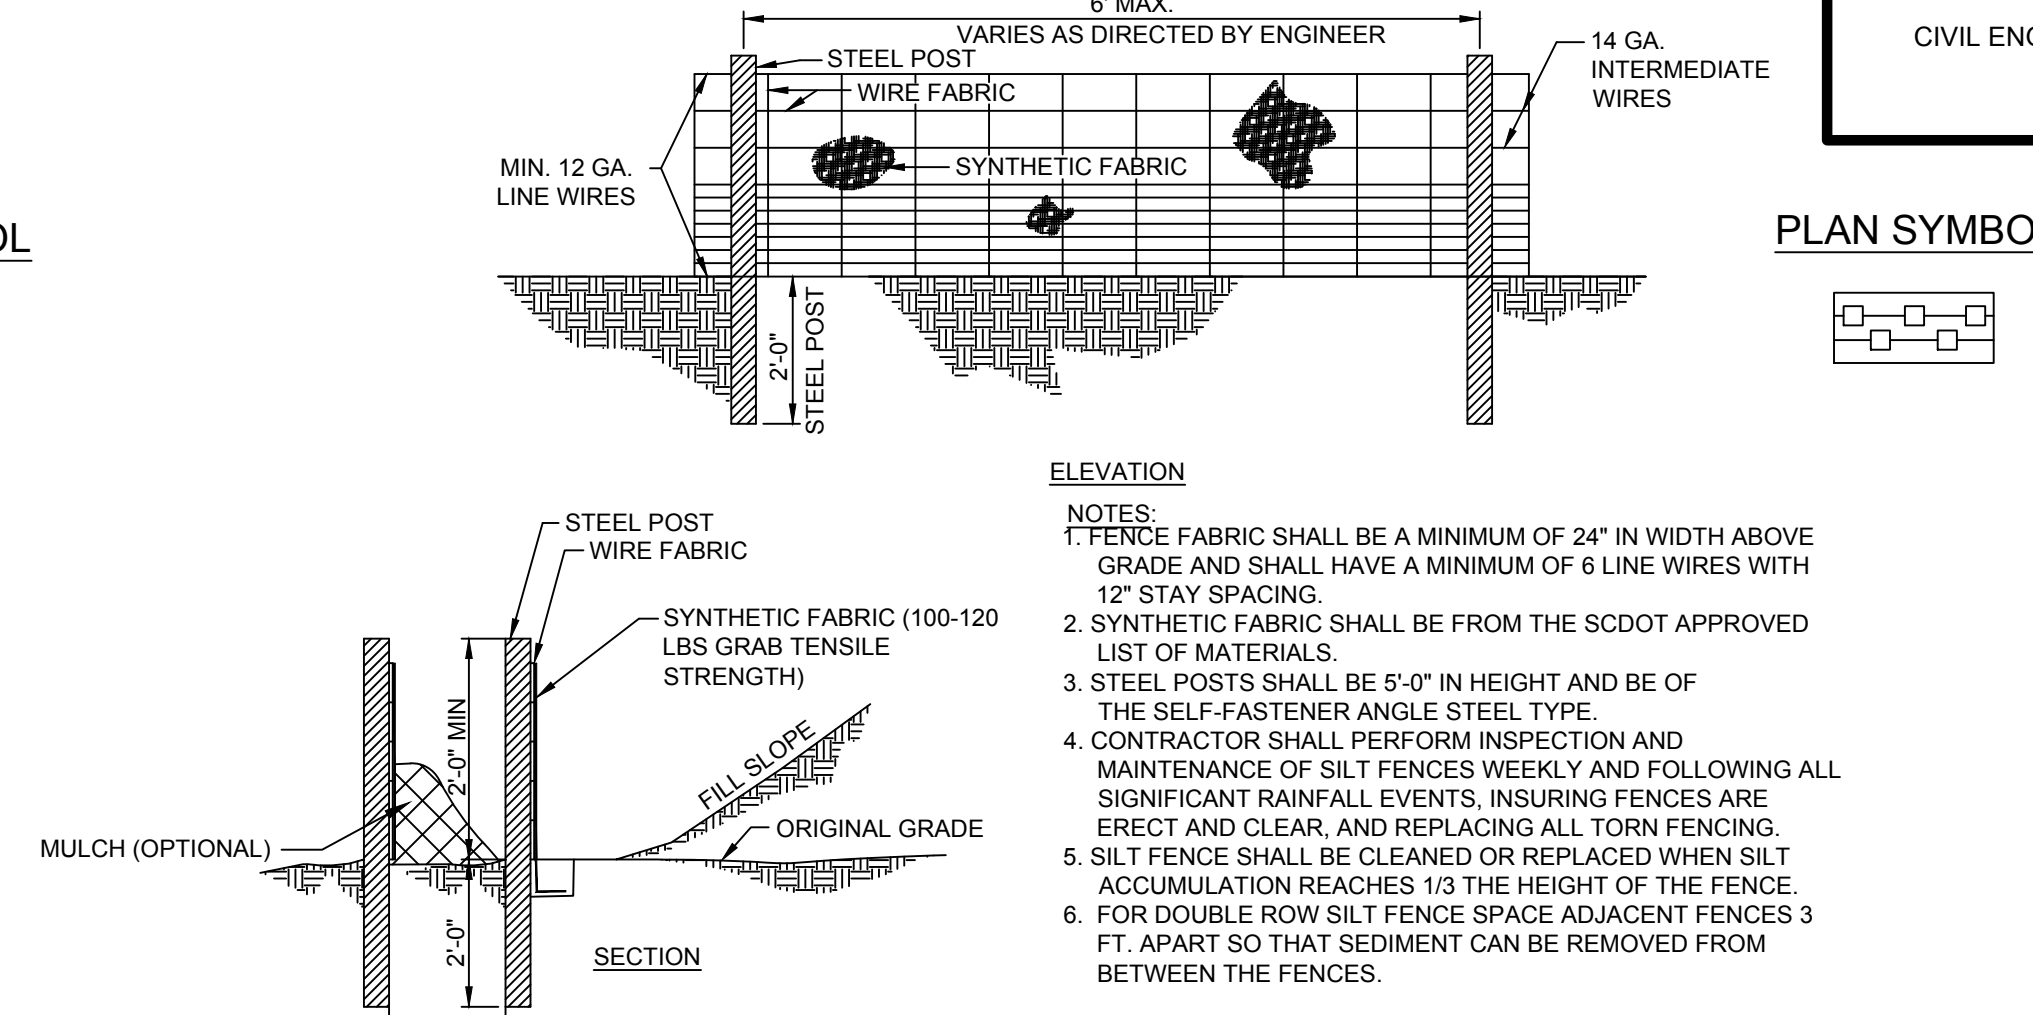 6' MAX.
VARIES AS DIRECTED BY ENGINEER
STEEL POST
WIRE FABRIC
14 GA.
INTERMEDIATE
WIRES
CIVIL
MIN. 12 GA.
LINE WIRES
SYNTHETIC FABRIC
PLAN
2'-0"
STEEL POST
ELEVATION
NOTES:
1. FENCE FABRIC SHALL BE A MINIMUM OF 24" IN WIDTH ABOVE
GRADE AND SHALL HAVE A MINIMUM OF 6 LINE WIRES WITH
12" STAY SPACING.
2. SYNTHETIC FABRIC SHALL BE FROM THE SCDOT APPROVED
LIST OF MATERIALS.
3. STEEL POSTS SHALL BE 5'-0" IN HEIGHT AND BE OF
THE SELF-FASTENER ANGLE STEEL TYPE.
4. CONTRACTOR SHALL PERFORM INSPECTION AND
MAINTENANCE OF SILT FENCES WEEKLY AND FOLLOWING ALL
SIGNIFICANT RAINFALL EVENTS, INSURING FENCES ARE
ERECT AND CLEAR, AND REPLACING ALL TORN FENCING.
5. SILT FENCE SHALL BE CLEANED OR REPLACED WHEN SILT
ACCUMULATION REACHES 1/3 THE HEIGHT OF THE FENCE.
6. FOR DOUBLE ROW SILT FENCE SPACE ADJACENT FENCES 3
FT. APART SO THAT SEDIMENT CAN BE REMOVED FROM
BETWEEN THE FENCES.
STEEL POST
WIRE FABRIC
SYNTHETIC FABRIC (100-120
LBS GRAB TENSILE
STRENGTH)
2'-0" MIN
FILL SLOPE
ORIGINAL GRADE
MULCH (OPTIONAL)
2'-0"
SECTION